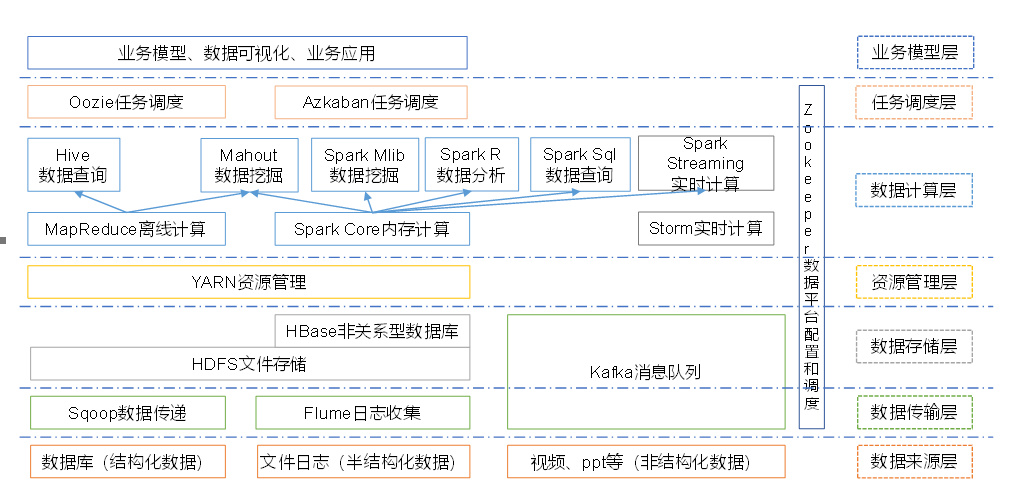 业务模型、数据可视化、业务应用
业务模型层
Oozie任务调度
Azkaban任务调度
任务调度层
Hive
数据查询
Mahout
数据挖掘
Spark Mlib
数据挖掘
Spark R
数据分析
Spark Sql
数据查询
Spark
Streaming
实时计算
数据计算层
MapReduce离线计算
Spark Core内存计算
Storm实时计算
Zookeeper数据平台配置和调度
YARN资源管理
资源管理层
HBase非关系型数据库
HDFS文件存储
Kafka消息队列
数据存储层
Sqoop数据传递
Flume日志收集
数据传输层
数据库（结构化数据）
文件日志（半结构化数据）
视频、ppt等（非结构化数据）
数据来源层